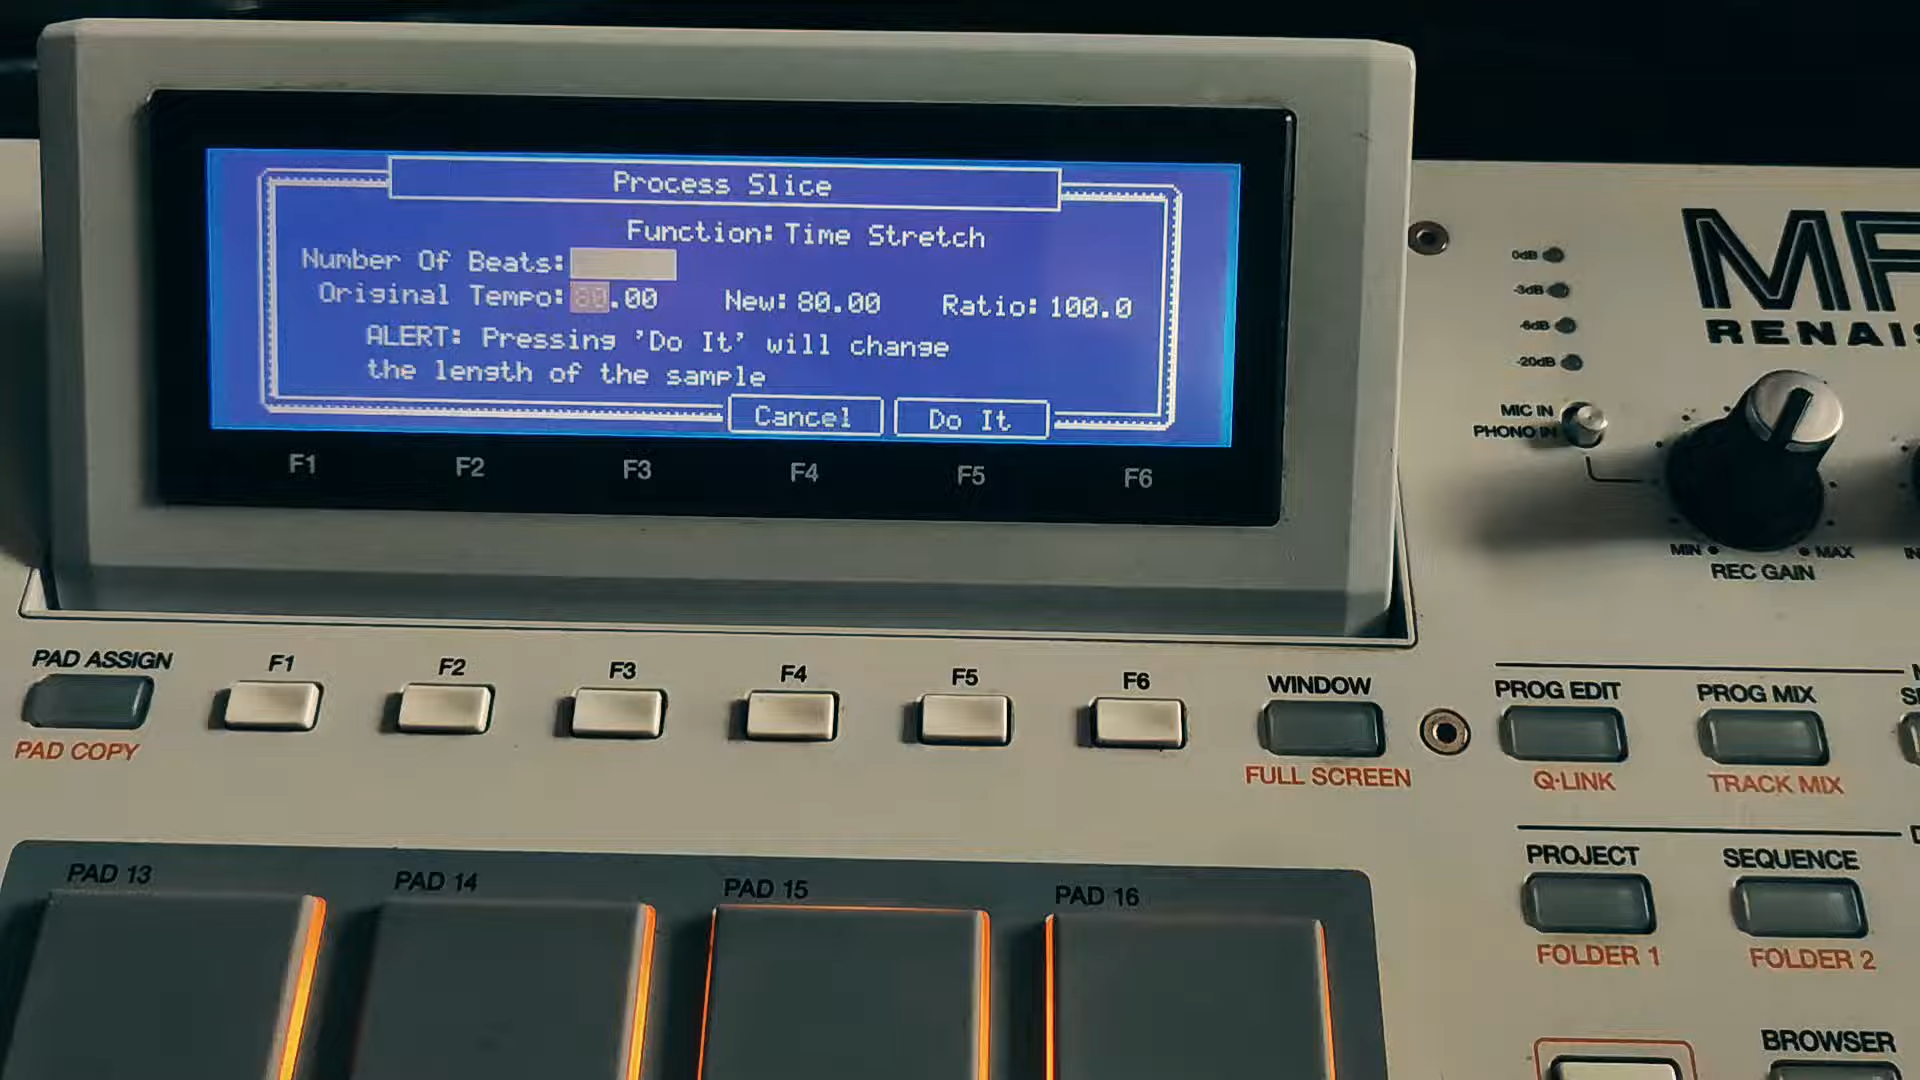 Process Slice
Function: Time Stretch
Number Of Beats:
Original Tempo: 80.00 New: 80.00 Ratio: 100.0
ALERT: Pressing 'Do It' will change
the length of the sample
Cancel Do It
F1 F2 F3 F4 F5 F6
0dB
-3dB
-6dB
-20dB
MIC IN
PHONO IN
MIN MAX
REC GAIN
PAD ASSIGN F1 F2 F3 F4 F5 F6 WINDOW
PAD COPY FULL SCREEN
PROG EDIT PROG MIX
Q-LINK TRACK MIX
PROJECT SEQUENCE
FOLDER 1 FOLDER 2
BROWSER
PAD 13 PAD 14 PAD 15 PAD 16